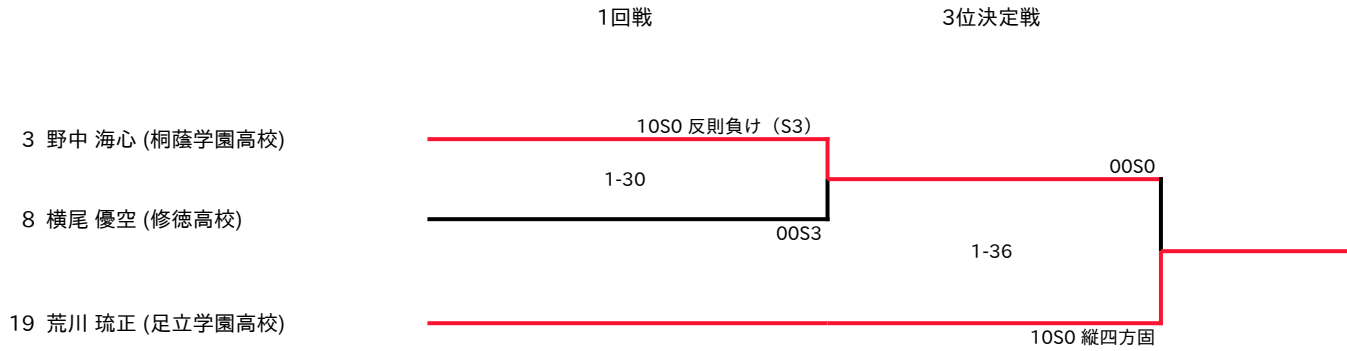 1回戦 3位決定戦
10S0 反則負け（S3）
3 野中 海心 (桐蔭学園高校)
00S0
1-30
8 横尾 優空 (修徳高校)
00S3
1-36
19 荒川 琉正 (足立学園高校)
10S0 縦四方固